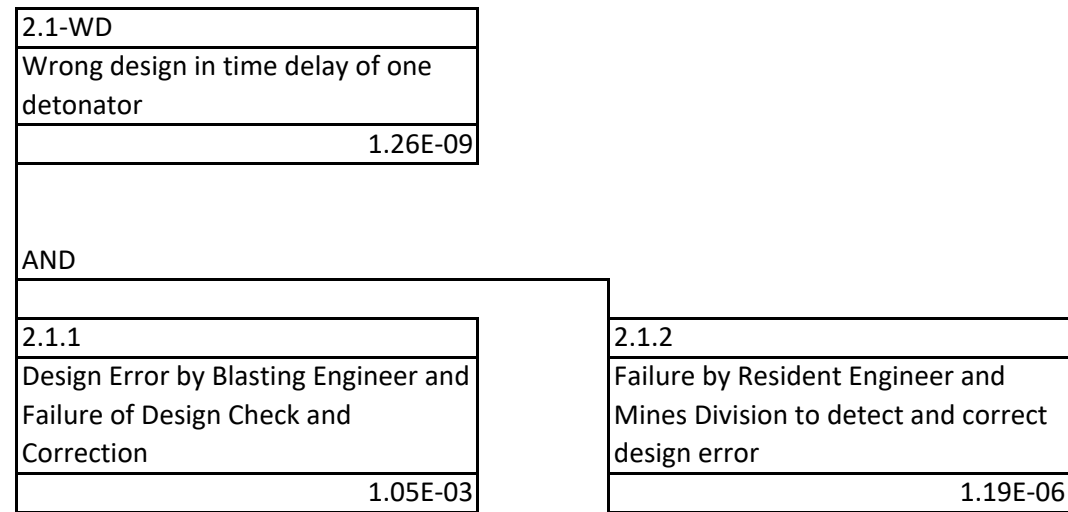 2.1-WD
Wrong design in time delay of one
detonator
1.26E-09
AND
2.1.1
Design Error by Blasting Engineer and
Failure of Design Check and
Correction
1.05E-03
2.1.2
Failure by Resident Engineer and
Mines Division to detect and correct
design error
1.19E-06